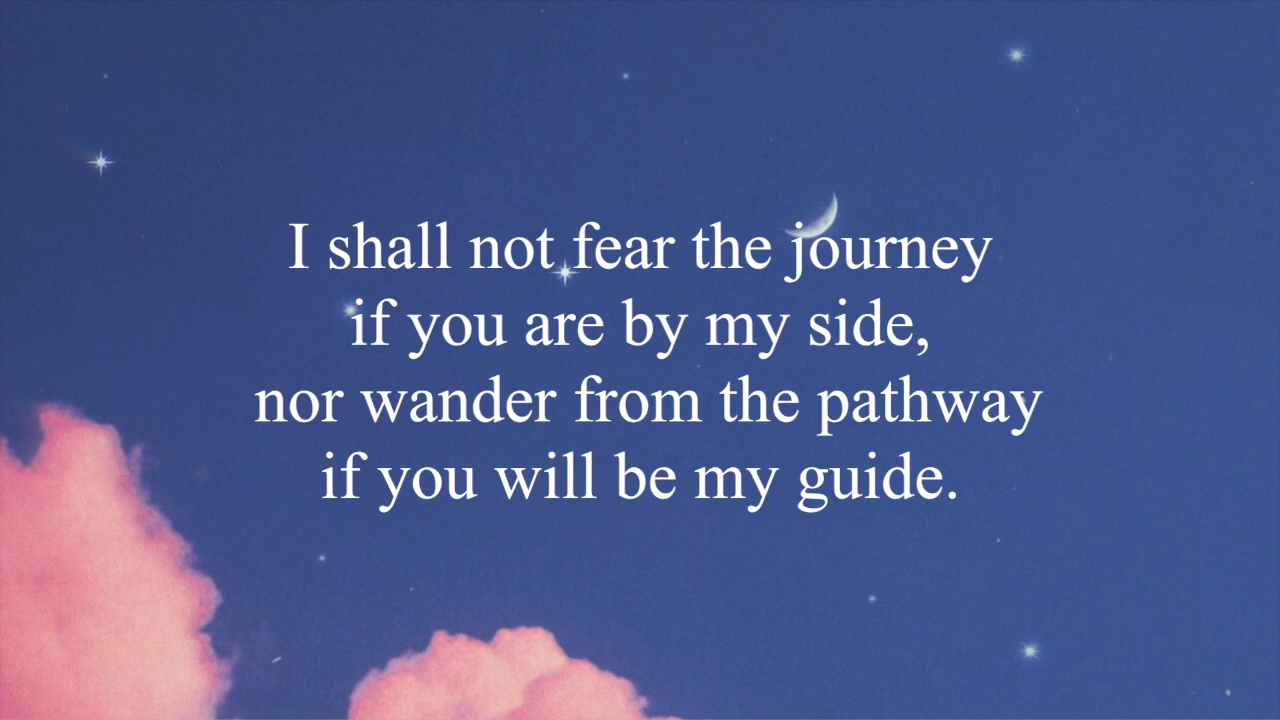 I shall not fear the journey
if you are by my side,
nor wander from the pathway
if you will be my guide.